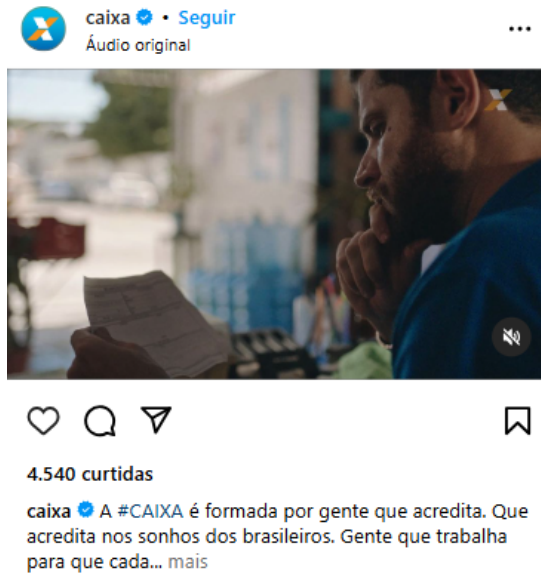 caixa • Seguir
Áudio original
4.540 curtidas
caixa A #CAIXA é formada por gente que acredita. Que
acredita nos sonhos dos brasileiros. Gente que trabalha
para que cada... mais